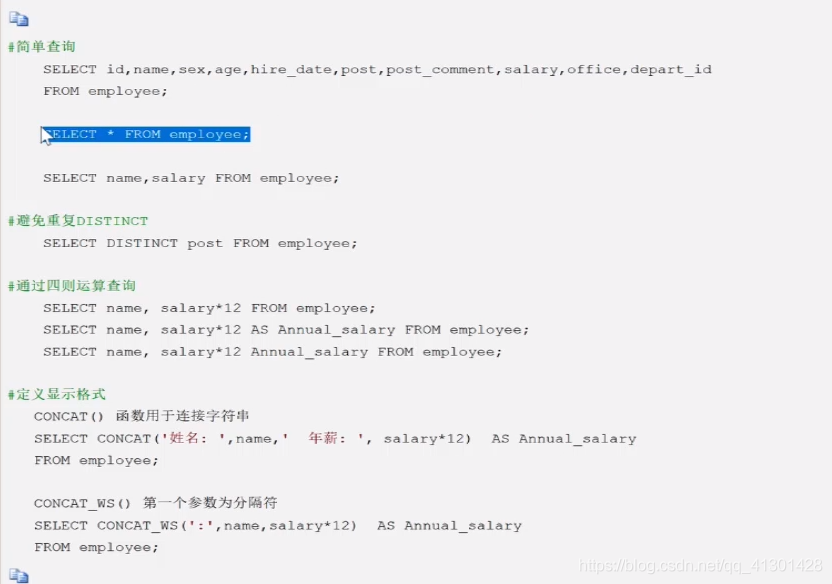 #简单查询
SELECT id,name,sex,age,hire_date,post,post_comment,salary,office,depart_id
FROM employee;
SELECT * FROM employee;
SELECT name,salary FROM employee;
#避免重复DISTINCT
SELECT DISTINCT post FROM employee;
#通过四则运算查询
SELECT name, salary*12 FROM employee;
SELECT name, salary*12 AS Annual_salary FROM employee;
SELECT name, salary*12 Annual_salary FROM employee;
#定义显示格式
CONCAT() 函数用于连接字符串
SELECT CONCAT('姓名: ',name,'  年薪: ', salary*12)  AS Annual_salary
FROM employee;
CONCAT_WS() 第一个参数为分隔符
SELECT CONCAT_WS(':',name,salary*12)  AS Annual_salary
FROM employee;
https://blog.csdn.net/qq_41301428